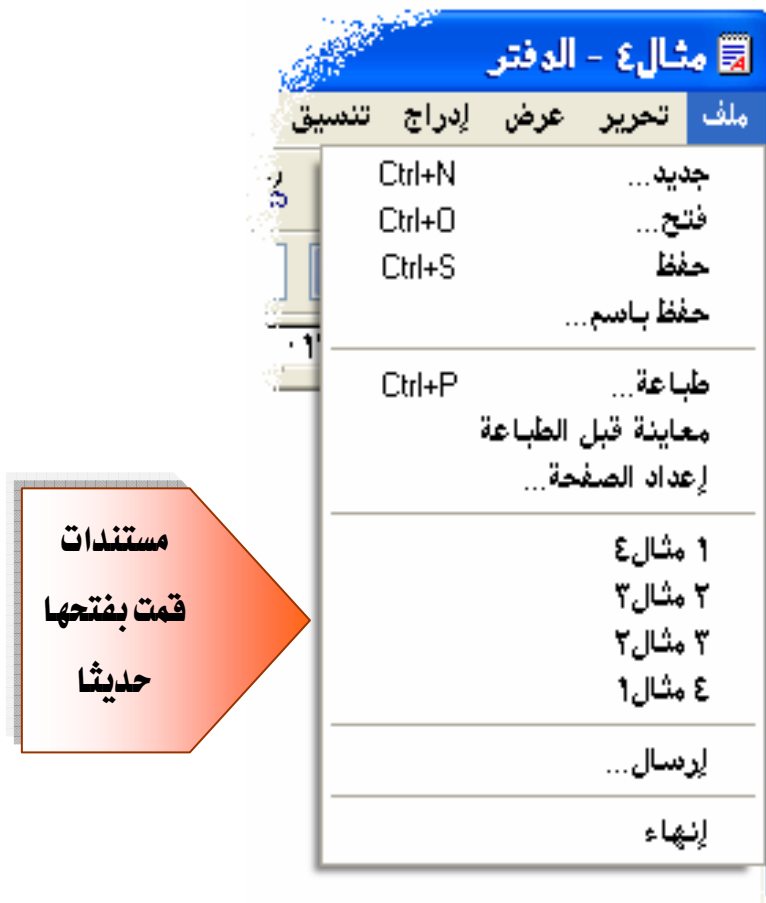 مثال٤ - الدفتر
ملف تحرير عرض إدراج تنسيق
جديد... Ctrl+N
فتح... Ctrl+O
حفظ Ctrl+S
حفظ باسم...
طباعة... Ctrl+P
معاينة قبل الطباعة
إعداد الصفحة...
١ مثال٤
٢ مثال٣
٣ مثال٢
٤ مثال١
إرسال...
إنهاء
مستندات
قمت بفتحها
حديثا